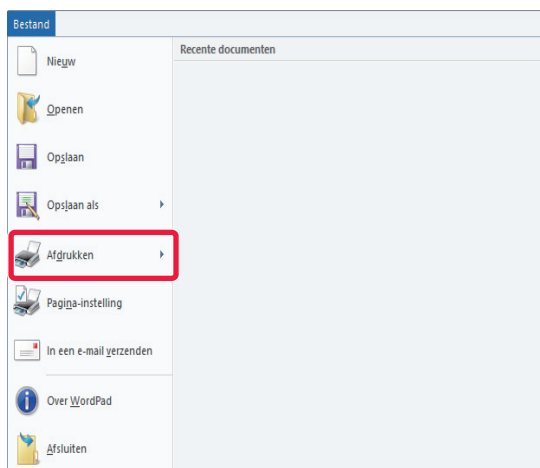 Bestand
Recente documenten
Nieuw
Openen
Opslaan
Opslaan als
Afdrukken
Pagina-instelling
In een e-mail verzenden
Over WordPad
Afsluiten